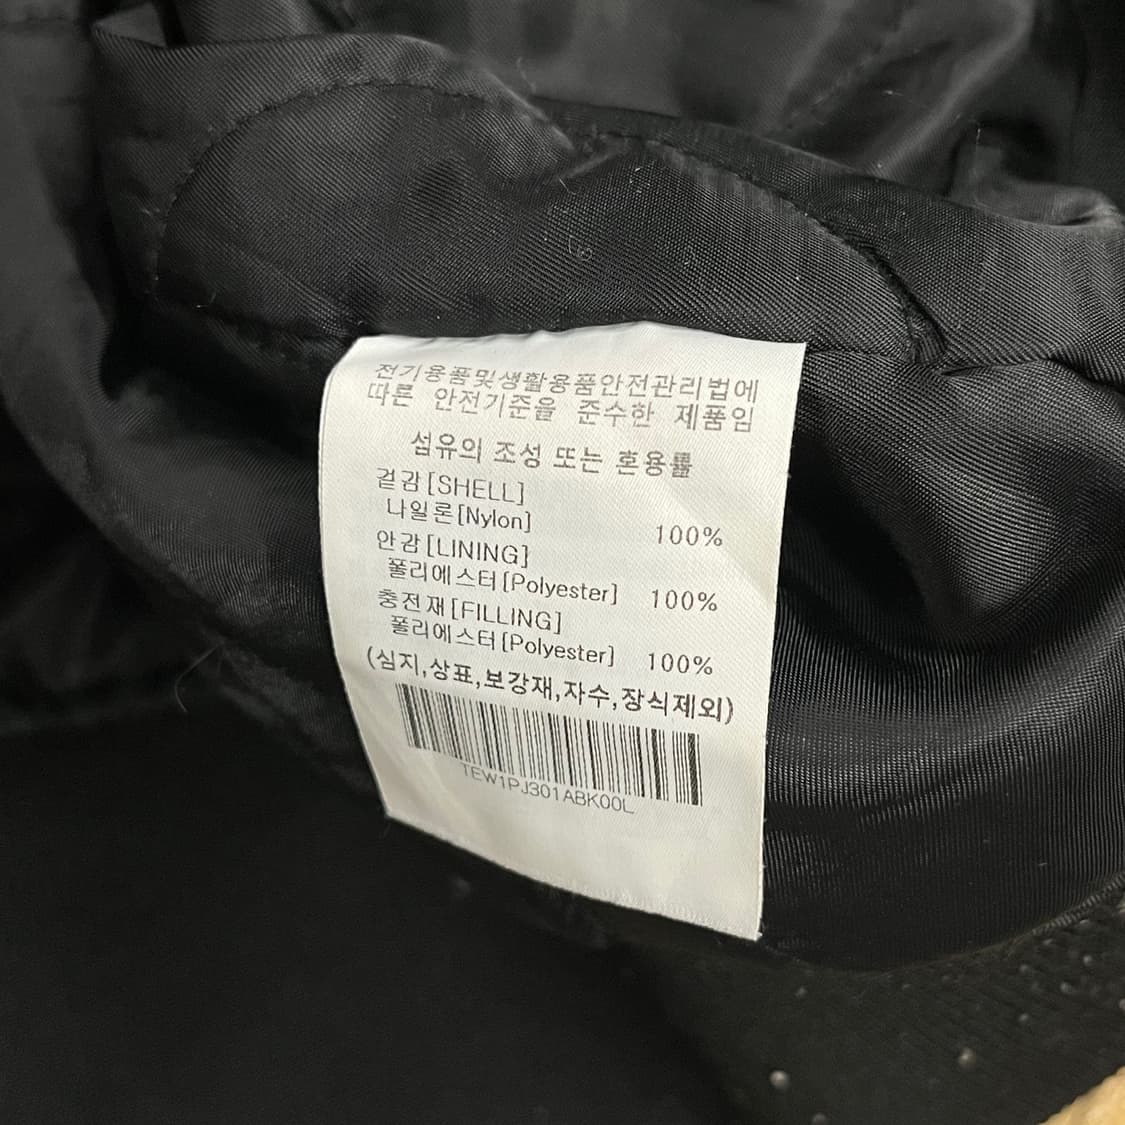 전기용품및생활용품안전관리법에
따른 안전기준을 준수한 제품임
섬유의 조성 또는 혼용률
겉감[SHELL]
나일론[Nylon] 100%
안감[LINING]
폴리에스터[Polyester] 100%
충전재[FILLING]
폴리에스터[Polyester] 100%
(심지,상표,보강재,자수,장식제외)
TEW1PJ301ABK00L